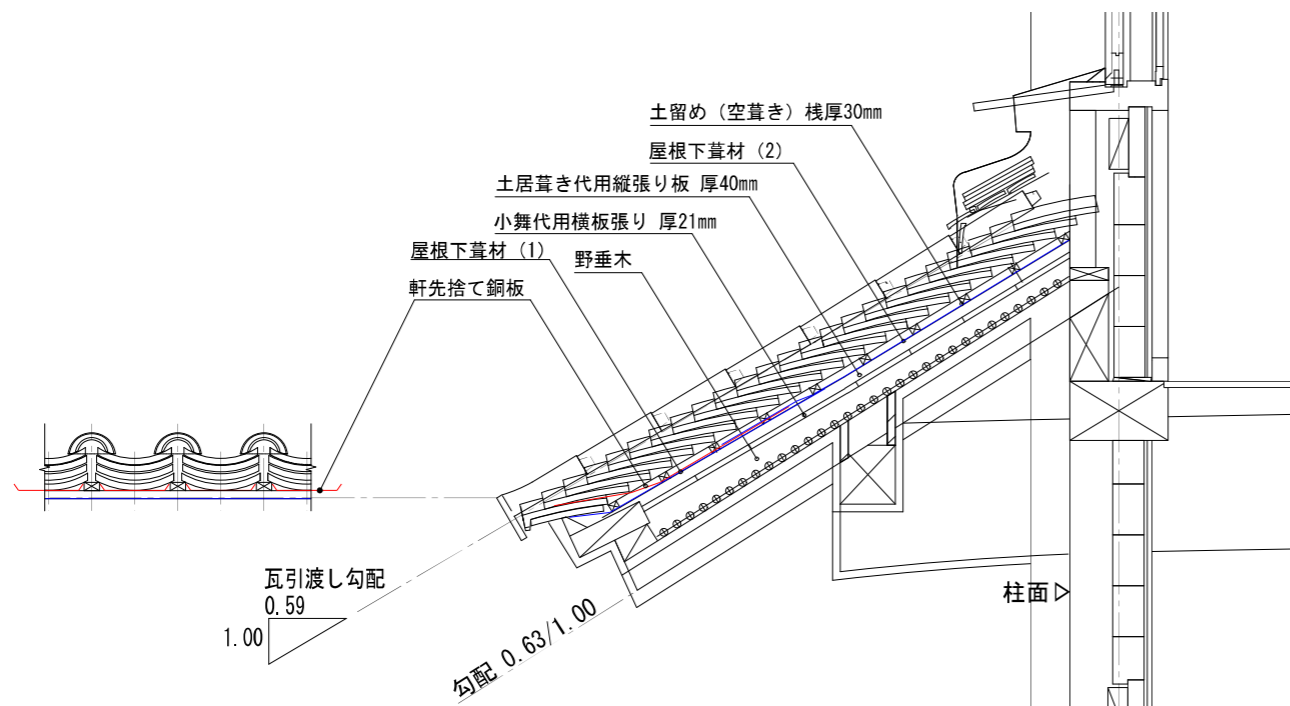 土留め（空葺き）桟厚30mm
屋根下葺材（2）
土居葺き代用縦張り板 厚40mm
小舞代用横板張り 厚21mm
屋根下葺材（1）
野垂木
軒先捨て銅板
瓦引渡し勾配
0.59
1.00
勾配 0.63/1.00
柱面